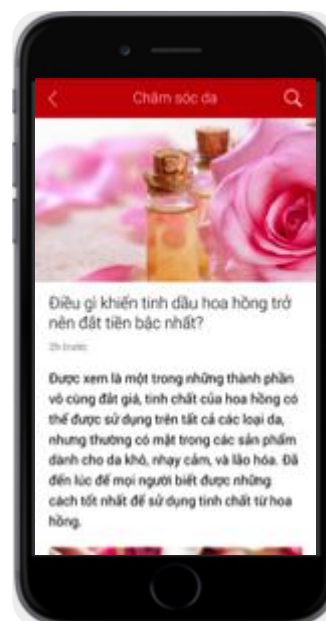 Chăm sóc da
Điều gì khiến tinh dầu hoa hồng trở
nên đắt tiền bậc nhất?
2h trước
Được xem là một trong những thành phần
vô cùng đắt giá, tinh chất của hoa hồng có
thể được sử dụng trên tất cả các loại da,
nhưng thường có mặt trong các sản phẩm
dành cho da khô, nhạy cảm, và lão hóa. Đã
đến lúc để mọi người biết được những
cách tốt nhất để sử dụng tinh chất từ hoa
hồng.